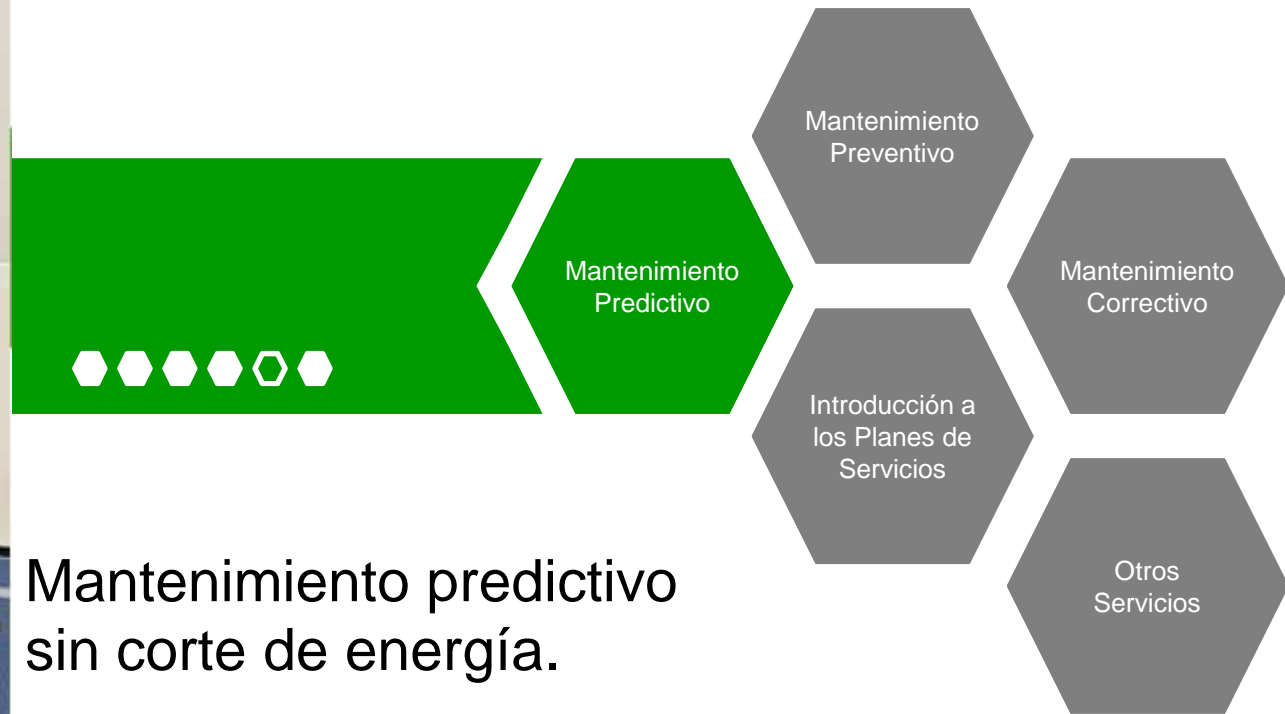 Mantenimiento
Preventivo
Mantenimiento
Predictivo
Mantenimiento
Correctivo
Introducción a
los Planes de
Servicios
Otros
Servicios
Mantenimiento predictivo
sin corte de energía.